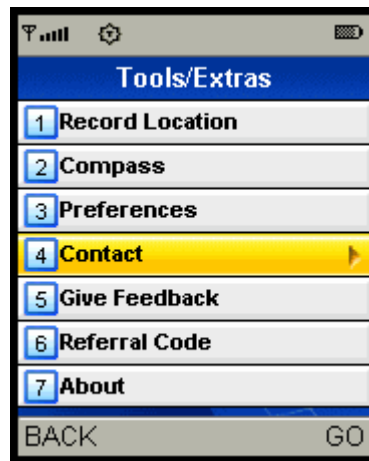 Tools/Extras
1 Record Location
2 Compass
3 Preferences
4 Contact
5 Give Feedback
6 Referral Code
7 About
BACK GO